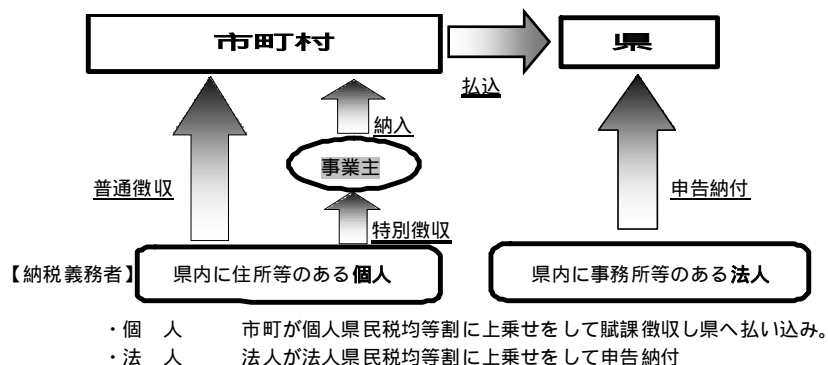 市町村
県
払込
納入
事業主
普通徴収
申告納付
特別徴収
【納税義務者】 県内に住所等のある個人 県内に事務所等のある法人
・個　人　市町が個人県民税均等割に上乗せをして賦課徴収し県へ払い込み。
・法　人　法人が法人県民税均等割に上乗せをして申告納付